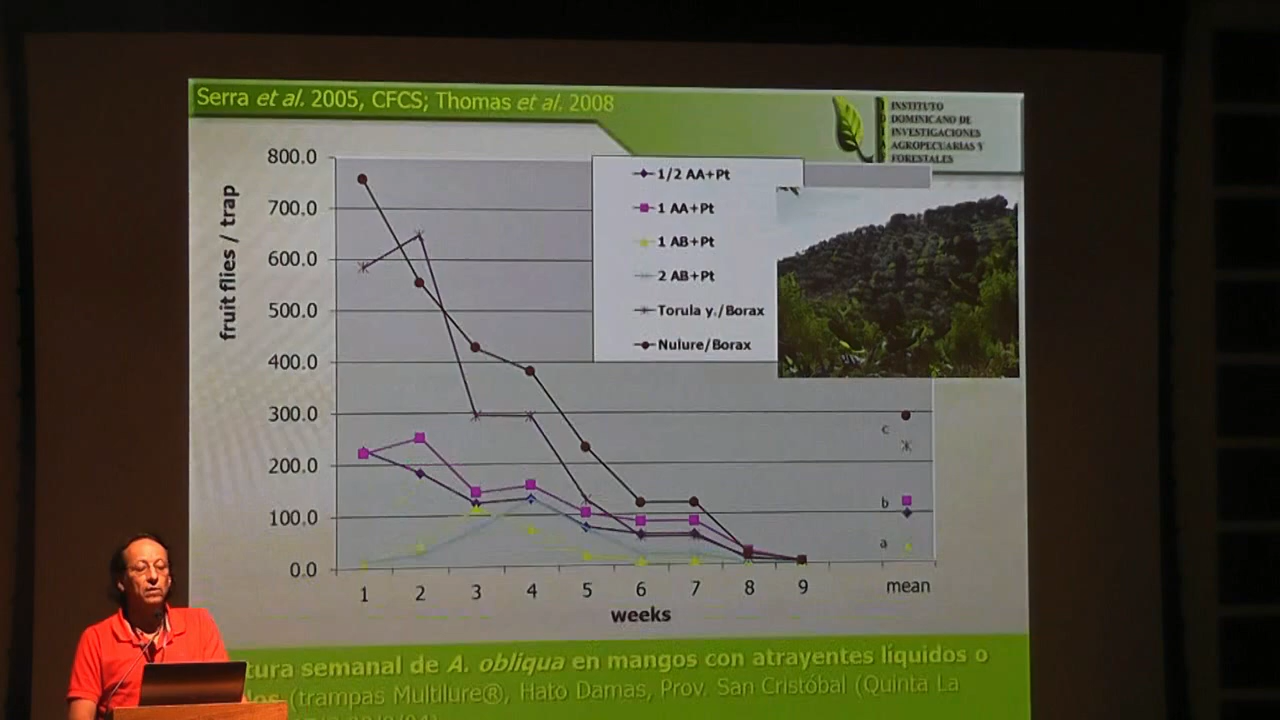 Serra et al. 2005, CFCS; Thomas et al. 2008
INSTITUTO
DOMINICANO DE
INVESTIGACIONES
AGROPECUARIAS Y
FORESTALES
800.0
700.0
600.0
500.0
400.0
300.0
200.0
100.0
0.0
fruit flies / trap
1/2 AA+Pt
1 AA+Pt
1 AB+Pt
2 AB+Pt
Torula y./Borax
Nulure/Borax
c
b
a
1 2 3 4 5 6 7 8 9 mean
weeks
tura semanal de A. obliqua en mangos con atrayentes líquidos o
(trampas Multilure®, Hato Damas, Prov. San Cristóbal (Quinta La